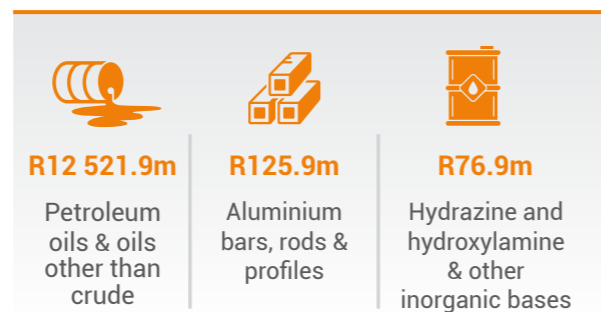 R12 521.9m
Petroleum
oils & oils
other than
crude
R125.9m
Aluminium
bars, rods &
profiles
R76.9m
Hydrazine and
hydroxylamine
& other
inorganic bases